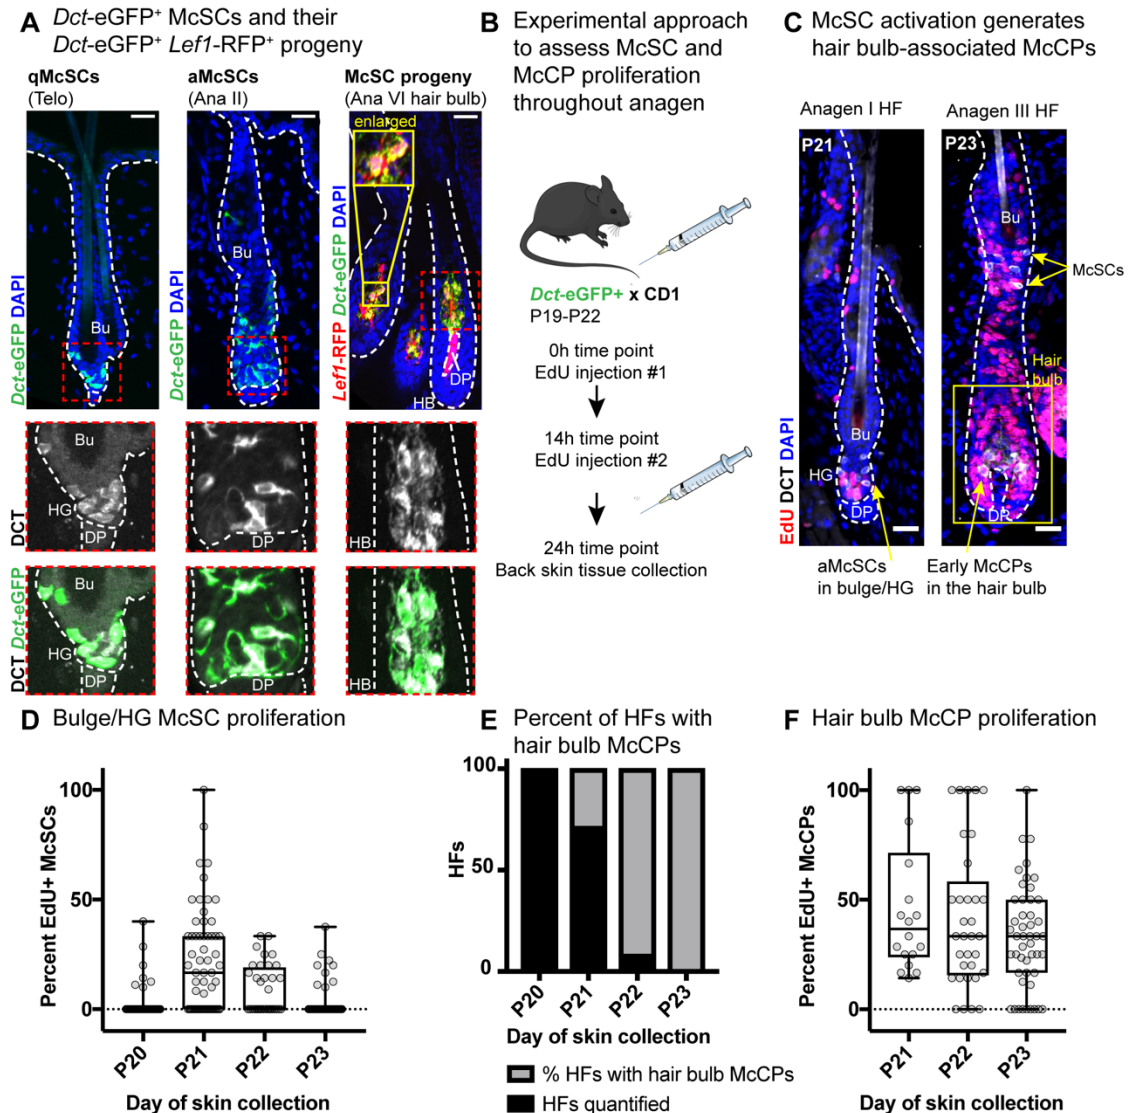 A Dct-eGFP⁺ McSCs and their
Dct-eGFP⁺ Lef1-RFP⁺ progeny
qMcSCs
(Telo)
aMcSCs
(Ana II)
McSC progeny
(Ana VI hair bulb)
Dct-eGFP DAPI
Bu
Dct-eGFP DAPI
Bu
Lef1-RFP Dct-eGFP DAPI
enlarged
DP
HB
DCT
Bu
HG
DP
DP
HB
DCT Dct-eGFP
Bu
HG
DP
DP
HB
B Experimental approach
to assess McSC and
McCP proliferation
throughout anagen
Dct-eGFP+ x CD1
P19-P22
0h time point
EdU injection #1
14h time point
EdU injection #2
24h time point
Back skin tissue collection
C McSC activation generates
hair bulb-associated McCPs
Anagen I HF
Anagen III HF
EdU DCT DAPI
P21
Bu
HG
DP
P23
Bu
McSCs
Hair
bulb
DP
aMcSCs
in bulge/HG
Early McCPs
in the hair bulb
D Bulge/HG McSC proliferation
Percent EdU+ McSCs
100
50
0
P20
P21
P22
P23
Day of skin collection
E Percent of HFs with
hair bulb McCPs
HFs
100
50
0
P20
P21
P22
P23
Day of skin collection
% HFs with hair bulb McCPs
HFs quantified
F Hair bulb McCP proliferation
Percent EdU+ McCPs
100
50
0
P21
P22
P23
Day of skin collection